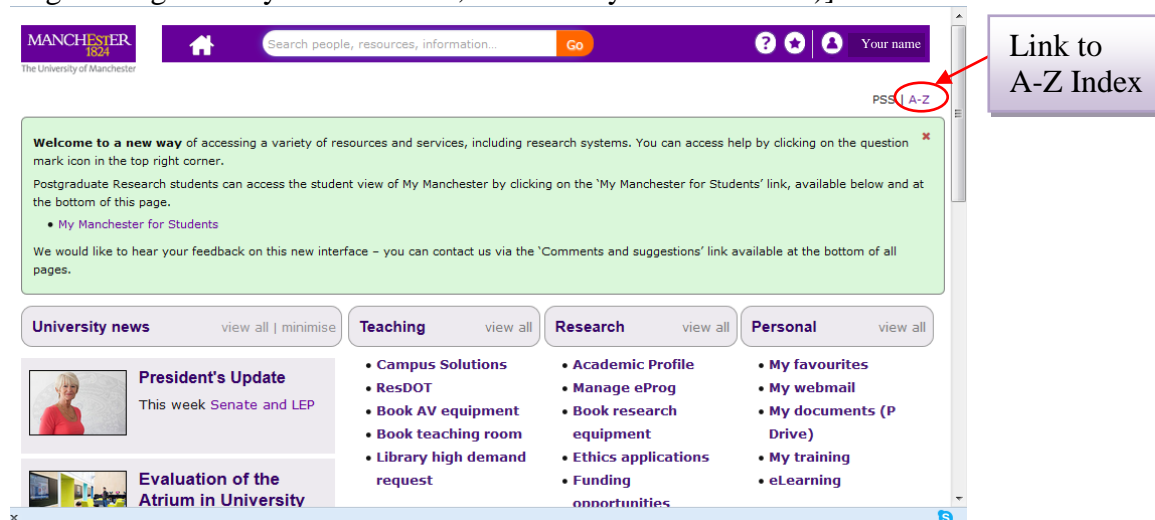 MANCHESTER
1824
The University of Manchester
Search people, resources, information...
Go
?
Your name
Link to
A-Z Index
PSS | A-Z
Welcome to a new way of accessing a variety of resources and services, including research systems. You can access help by clicking on the question
mark icon in the top right corner.
Postgraduate Research students can access the student view of My Manchester by clicking on the `My Manchester for Students' link, available below and at
the bottom of this page.
• My Manchester for Students
We would like to hear your feedback on this new interface – you can contact us via the `Comments and suggestions' link available at the bottom of all
pages.
University news view all | minimise
President's Update
This week Senate and LEP
Evaluation of the
Atrium in University
Teaching view all
• Campus Solutions
• ResDOT
• Book AV equipment
• Book teaching room
• Library high demand
request
Research view all
• Academic Profile
• Manage eProg
• Book research
equipment
• Ethics applications
• Funding
opportunities
Personal view all
• My favourites
• My webmail
• My documents (P
Drive)
• My training
• eLearning